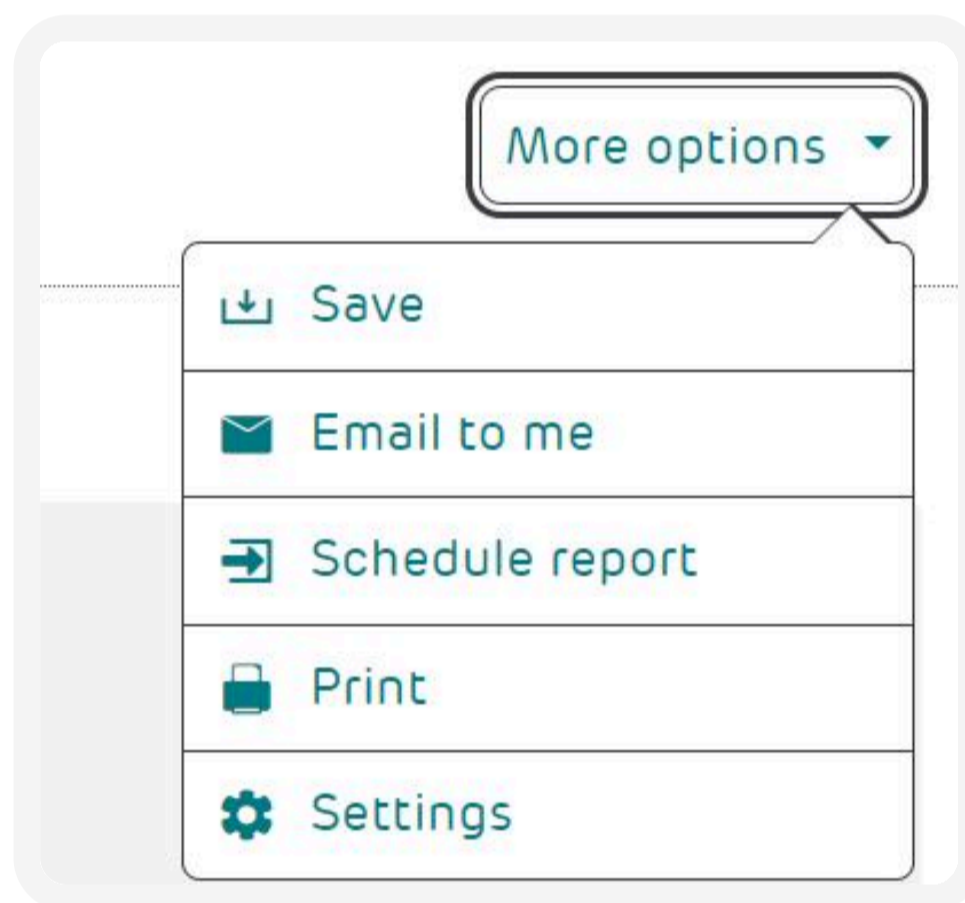 More options
Save
Email to me
Schedule report
Print
Settings